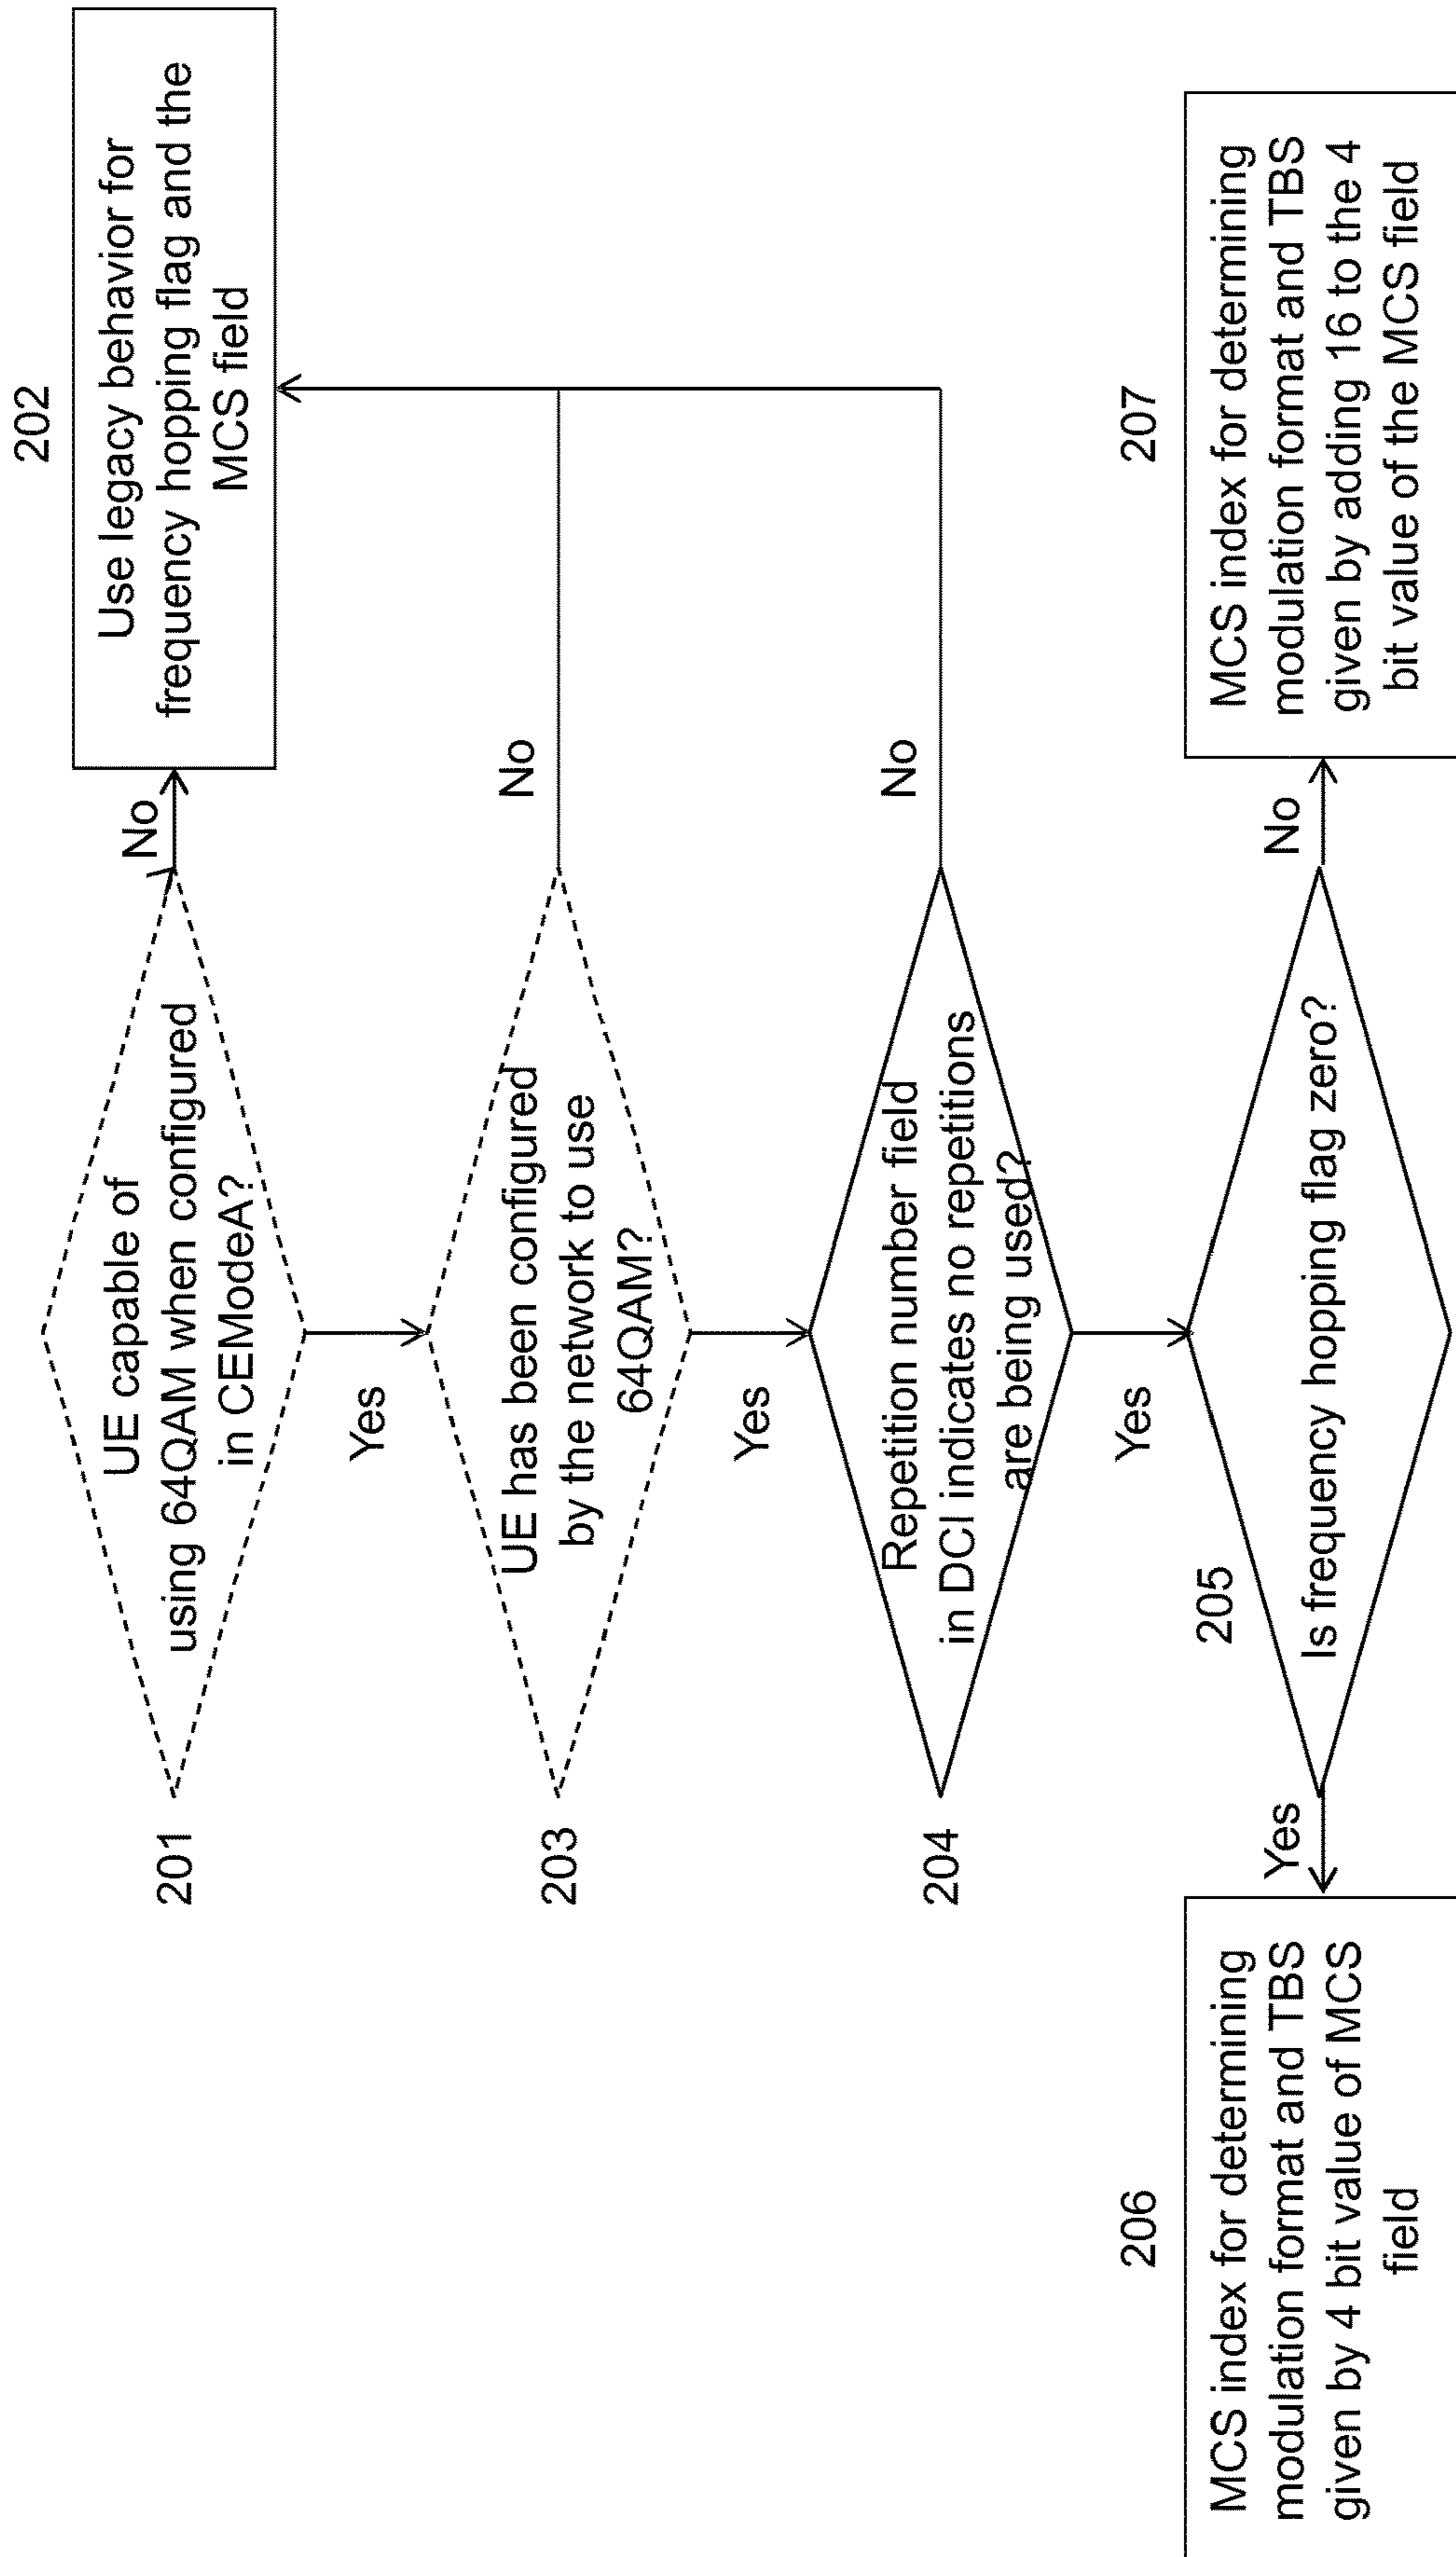 201
UE capable of
using 64QAM when configured
in CEModeA?
No
202
Use legacy behavior for
frequency hopping flag and the
MCS field
Yes
203
UE has been configured
by the network to use
64QAM?
No
Yes
204
Repetition number field
in DCI indicates no repetitions
are being used?
No
Yes
205
Is frequency hopping flag zero?
Yes
206
MCS index for determining
modulation format and TBS
given by 4 bit value of MCS
field
No
207
MCS index for determining
modulation format and TBS
given by adding 16 to the 4
bit value of the MCS field